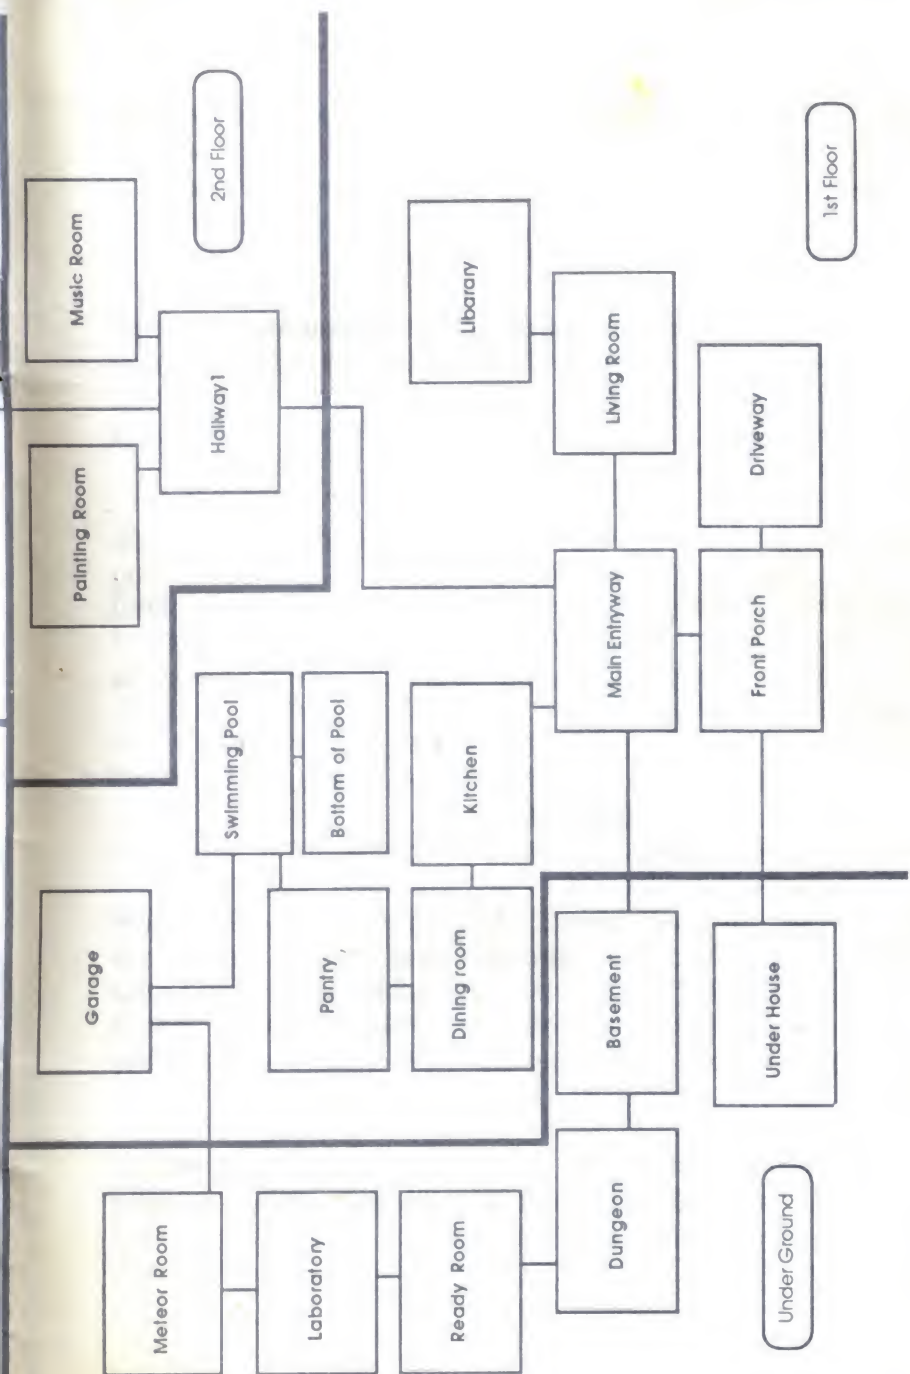 Garage
Painting Room
Music Room
Meteor Room
Swimming Pool
Hallway1
2nd Floor
Laboratory
Pantry
Bottom of Pool
Ready Room
Dining room
Kitchen
Libarary
Dungeon
Basement
Main Entryway
Living Room
Under House
Front Porch
Driveway
Under Ground
1st Floor